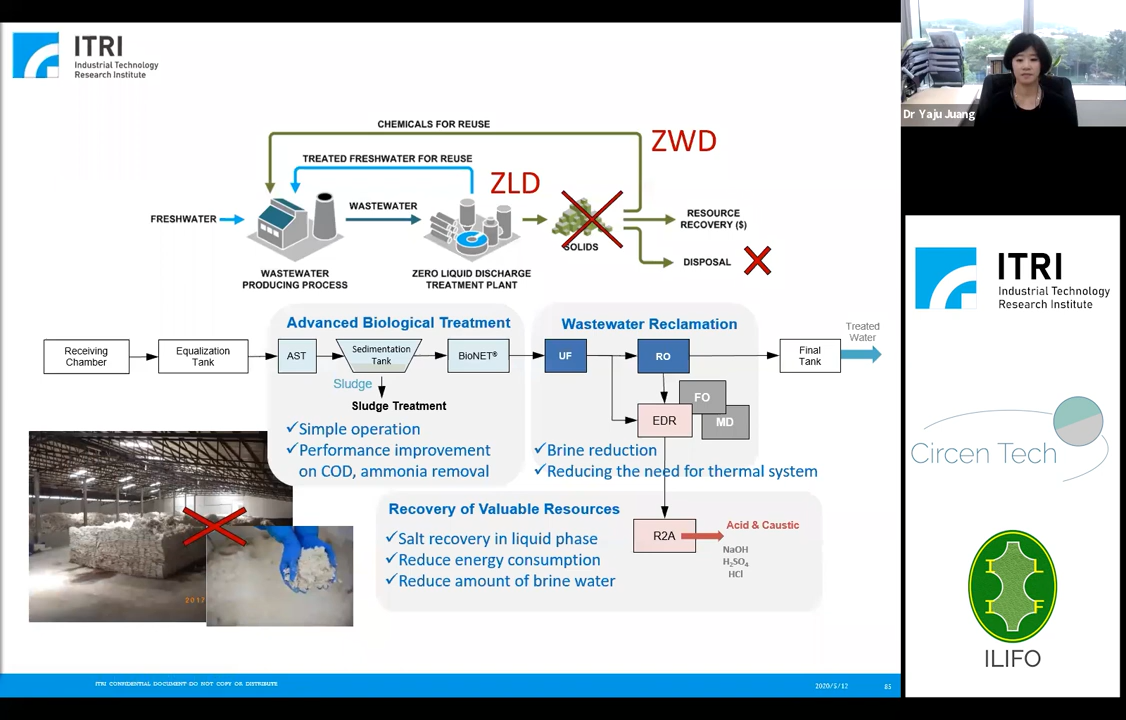 ITRI
Industrial Technology
Research Institute
CHEMICALS FOR REUSE
ZWD
TREATED FRESHWATER FOR REUSE
ZLD
FRESHWATER
WASTEWATER
WASTEWATER
PRODUCING PROCESS
ZERO LIQUID DISCHARGE
TREATMENT PLANT
SOLIDS
RESOURCE
RECOVERY ($)
DISPOSAL
Advanced Biological Treatment
Wastewater Reclamation
Receiving
Chamber
Equalization
Tank
AST
Sedimentation
Tank
BioNET®
UF
RO
Final
Tank
Treated
Water
Sludge
Sludge Treatment
EDR
FO
MD
✓Simple operation
✓Performance improvement
on COD, ammonia removal
✓Brine reduction
✓Reducing the need for thermal system
Recovery of Valuable Resources
✓Salt recovery in liquid phase
✓Reduce energy consumption
✓Reduce amount of brine water
R2A
Acid & Caustic
NaOH
H₂SO₄
HCl
2017
ITRI CONFIDENTIAL DOCUMENT DO NOT COPY OR DISTRIBUTE
2020/5/12
85
Dr Yaju Juang
ITRI
Industrial Technology
Research Institute
Circen Tech
I L
I F
ILIFO